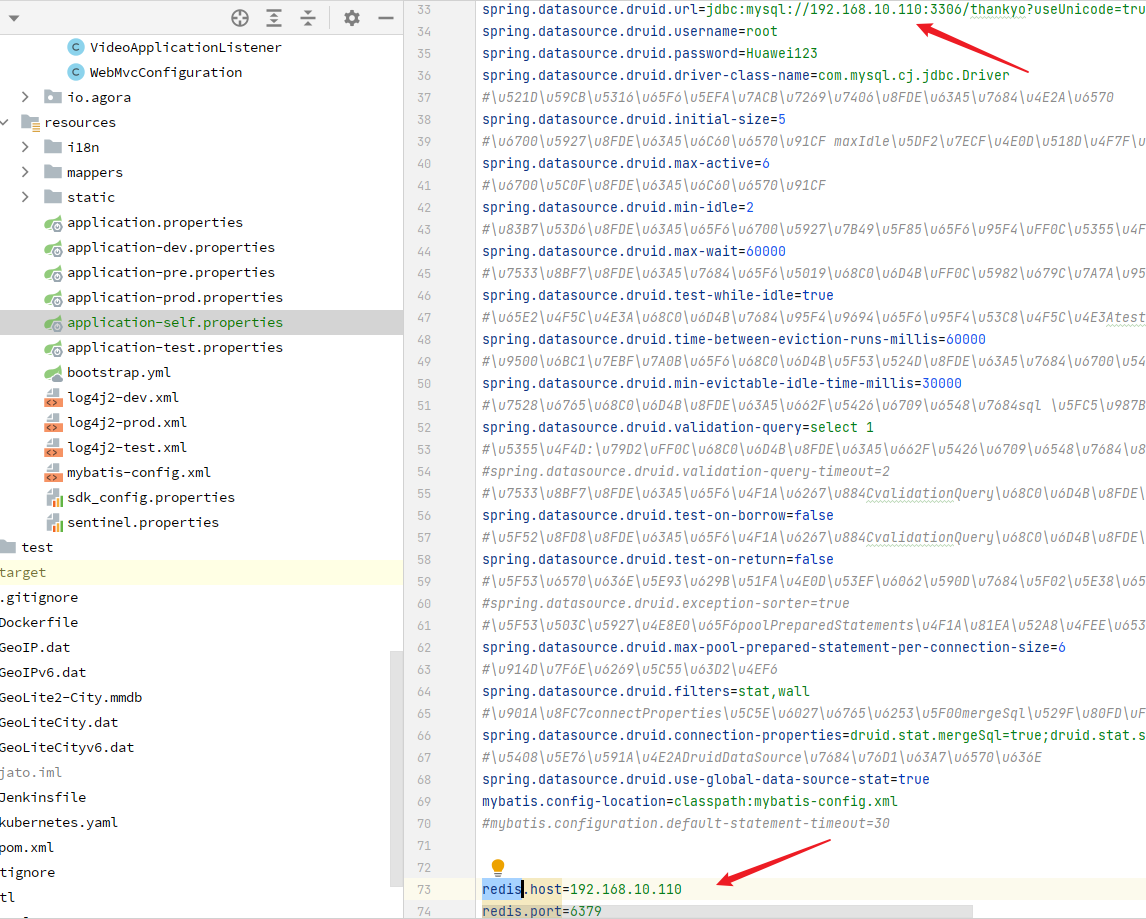 VideoApplicationListener
WebMvcConfiguration
io.agora
resources
i18n
mappers
static
application.properties
application-dev.properties
application-pre.properties
application-prod.properties
application-self.properties
application-test.properties
bootstrap.yml
log4j2-dev.xml
log4j2-prod.xml
log4j2-test.xml
mybatis-config.xml
sdk_config.properties
sentinel.properties
test
target
.gitignore
Dockerfile
GeoIP.dat
GeoIPv6.dat
GeoLite2-City.mmdb
GeoLiteCity.dat
GeoLiteCityv6.dat
jato.iml
Jenkinsfile
kubernetes.yaml
pom.xml
tignore
tl
33 spring.datasource.druid.url=jdbc:mysql://192.168.10.110:3306/thankyo?useUnicode=tru
34 spring.datasource.druid.username=root
35 spring.datasource.druid.password=Huawei123
36 spring.datasource.druid.driver-class-name=com.mysql.cj.jdbc.Driver
37 #\u521D\u59CB\u5316\u65F6\u5EFA\u7ACB\u7269\u7406\u8FDE\u63A5\u7684\u4E2A\u6570
38 spring.datasource.druid.initial-size=5
39 #\u6700\u5927\u8FDE\u63A5\u6C60\u6570\u91CF maxIdle\u5DF2\u7ECF\u4E0D\u518D\u4F7F\u
40 spring.datasource.druid.max-active=6
41 #\u6700\u5C0F\u8FDE\u63A5\u6C60\u6570\u91CF
42 spring.datasource.druid.min-idle=2
43 #\u83B7\u53D6\u8FDE\u63A5\u65F6\u6700\u5927\u7B49\u5F85\u65F6\u95F4\uFF0C\u5355\u4F
44 spring.datasource.druid.max-wait=60000
45 #\u7533\u8BF7\u8FDE\u63A5\u7684\u65F6\u5019\u68C0\u6D4B\uFF0C\u5982\u679C\u7A7A\u95
46 spring.datasource.druid.test-while-idle=true
47 #\u65E2\u4F5C\u4E3A\u68C0\u6D4B\u7684\u95F4\u9694\u65F6\u95F4\u53C8\u4F5C\u4E3Atest
48 spring.datasource.druid.time-between-eviction-runs-millis=60000
49 #\u9500\u6BC1\u7EBF\u7A0B\u65F6\u68C0\u6D4B\u5F53\u524D\u8FDE\u63A5\u7684\u6700\u54
50 spring.datasource.druid.min-evictable-idle-time-millis=30000
51 #\u7528\u6765\u68C0\u6D4B\u8FDE\u63A5\u662F\u5426\u6709\u6548\u7684sql \u5FC5\u987B
52 spring.datasource.druid.validation-query=select 1
53 #\u5355\u4F4D:\u79D2\uFF0C\u68C0\u6D4B\u8FDE\u63A5\u662F\u5426\u6709\u6548\u7684\u8
54 #spring.datasource.druid.validation-query-timeout=2
55 #\u7533\u8BF7\u8FDE\u63A5\u65F6\u4F1A\u6267\u884CvalidationQuery\u68C0\u6D4B\u8FDE\
56 spring.datasource.druid.test-on-borrow=false
57 #\u5F52\u8FD8\u8FDE\u63A5\u65F6\u4F1A\u6267\u884CvalidationQuery\u68C0\u6D4B\u8FDE\
58 spring.datasource.druid.test-on-return=false
59 #\u5F53\u6570\u636E\u5E93\u629B\u51FA\u4E0D\u53EF\u6062\u590D\u7684\u5F02\u5E38\u65
60 #spring.datasource.druid.exception-sorter=true
61 #\u5F53\u503C\u5927\u4E8E0\u65F6poolPreparedStatements\u4F1A\u81EA\u52A8\u4FEE\u653
62 spring.datasource.druid.max-pool-prepared-statement-per-connection-size=6
63 #\u914D\u7F6E\u6269\u5C55\u63D2\u4EF6
64 spring.datasource.druid.filters=stat,wall
65 #\u901A\u8FC7connectProperties\u5C5E\u6027\u6765\u6253\u5F00mergeSql\u529F\u80FD\uF
66 spring.datasource.druid.connection-properties=druid.stat.mergeSql=true;druid.stat.s
67 #\u5408\u5E76\u591A\u4E2ADruidDataSource\u7684\u76D1\u63A7\u6570\u636E
68 spring.datasource.druid.use-global-data-source-stat=true
69 mybatis.config-location=classpath:mybatis-config.xml
70 #mybatis.configuration.default-statement-timeout=30
71
72
73 redis.host=192.168.10.110
74 redis.port=6379